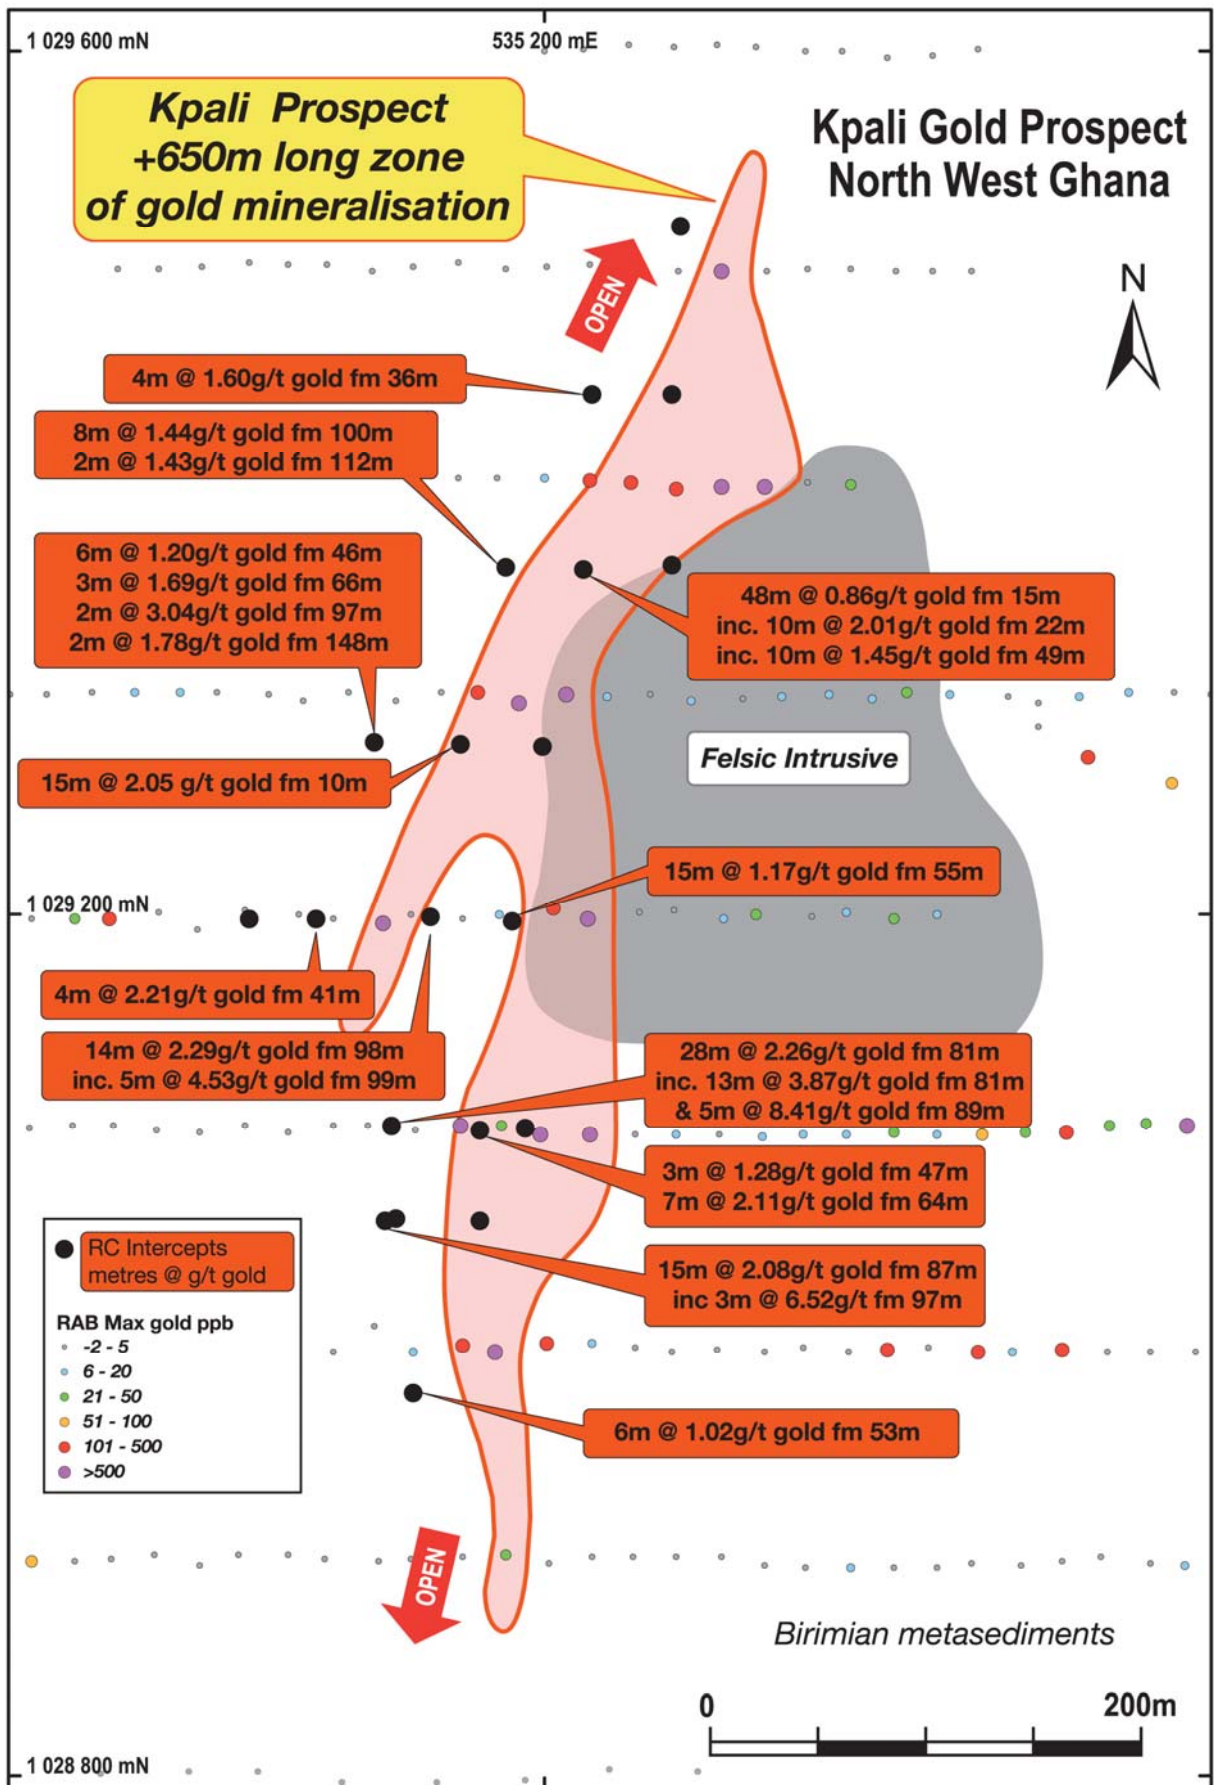 1 029 600 mN
535 200 mE
Kpali Prospect
+650m long zone
of gold mineralisation
Kpali Gold Prospect
North West Ghana
N
OPEN
4m @ 1.60g/t gold fm 36m
8m @ 1.44g/t gold fm 100m
2m @ 1.43g/t gold fm 112m
6m @ 1.20g/t gold fm 46m
3m @ 1.69g/t gold fm 66m
2m @ 3.04g/t gold fm 97m
2m @ 1.78g/t gold fm 148m
48m @ 0.86g/t gold fm 15m
inc. 10m @ 2.01g/t gold fm 22m
inc. 10m @ 1.45g/t gold fm 49m
Felsic Intrusive
15m @ 2.05 g/t gold fm 10m
15m @ 1.17g/t gold fm 55m
1 029 200 mN
4m @ 2.21g/t gold fm 41m
14m @ 2.29g/t gold fm 98m
inc. 5m @ 4.53g/t gold fm 99m
28m @ 2.26g/t gold fm 81m
inc. 13m @ 3.87g/t gold fm 81m
& 5m @ 8.41g/t gold fm 89m
3m @ 1.28g/t gold fm 47m
7m @ 2.11g/t gold fm 64m
15m @ 2.08g/t gold fm 87m
inc 3m @ 6.52g/t fm 97m
RC Intercepts
metres @ g/t gold
RAB Max gold ppb
-2 - 5
6 - 20
21 - 50
51 - 100
101 - 500
>500
6m @ 1.02g/t gold fm 53m
OPEN
Birimian metasediments
0
200m
1 028 800 mN